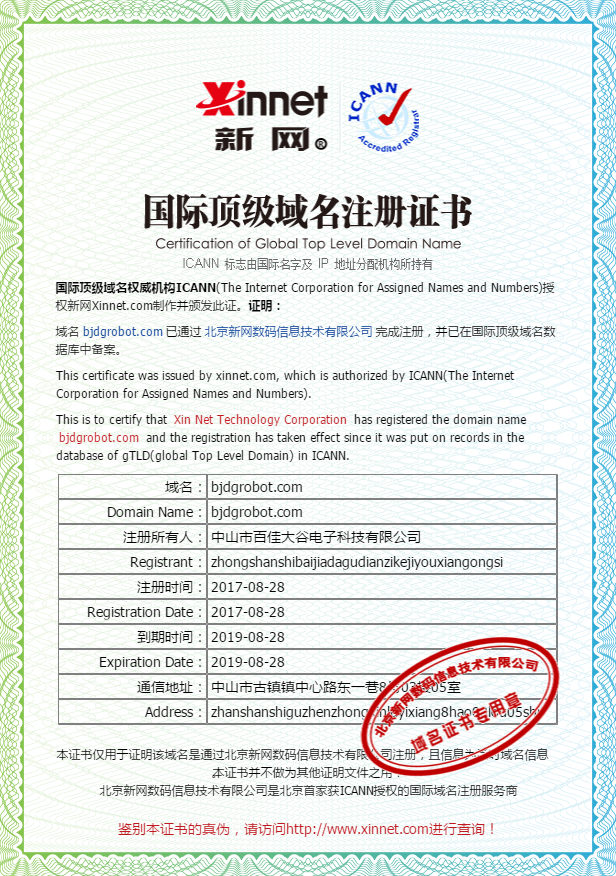 Xinnet
新网®
ICANN
Accredited Registrar
国际顶级域名注册证书
Certification of Global Top Level Domain Name
ICANN 标志由国际名字及 IP 地址分配机构所持有
国际顶级域名权威机构ICANN(The Internet Corporation for Assigned Names and Numbers)授
权新网Xinnet.com制作并颁发此证。证明：
域名 bjdgrobot.com 已通过 北京新网数码信息技术有限公司 完成注册，并已在国际顶级域名数
据库中备案。
This certificate was issued by xinnet.com, which is authorized by ICANN(The Internet
Corporation for Assigned Names and Numbers).
This is to certify that Xin Net Technology Corporation has registered the domain name
bjdgrobot.com and the registration has taken effect since it was put on records in the
database of gTLD(global Top Level Domain) in ICANN.
域名： bjdgrobot.com
Domain Name： bjdgrobot.com
注册所有人： 中山市百佳大谷电子科技有限公司
Registrant： zhongshanshibaijiadagudianzikejiyouxiangongsi
注册时间： 2017-08-28
Registration Date： 2017-08-28
到期时间： 2019-08-28
Expiration Date： 2019-08-28
通信地址： 中山市古镇镇中心路东一巷8 05室
Address：
北京新网数码信息技术有限公司
域名证书专用章
本证书仅用于证明该域名是通过北京新网数码信息技术有限公司注册，且信息为 域名信息
本证书并不做为其他证明文件之用！
北京新网数码信息技术有限公司是北京首家获ICANN授权的国际域名注册服务商
鉴别本证书的真伪，请访问http://www.xinnet.com进行查询！